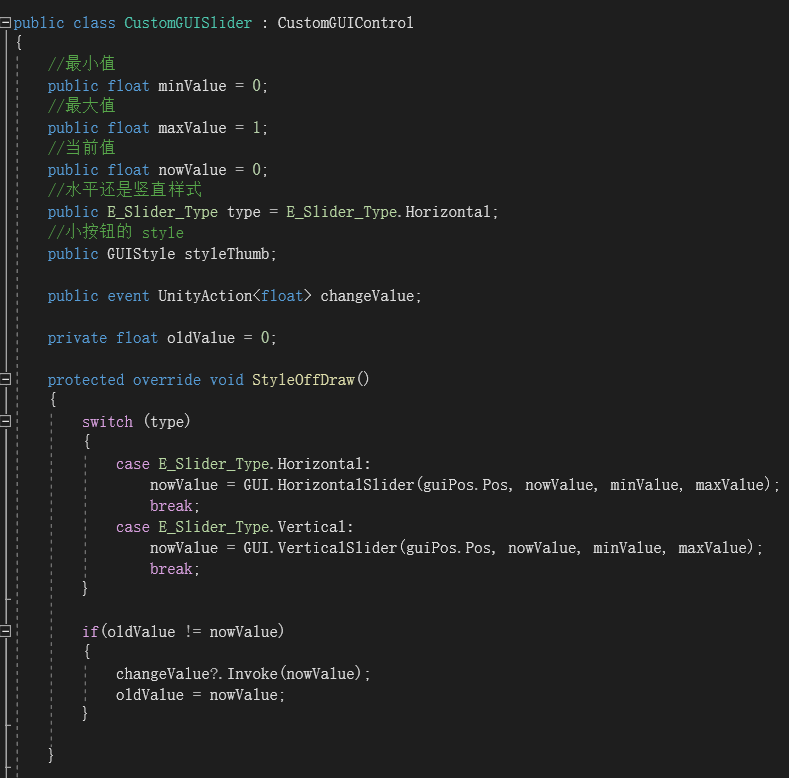 public class CustomGUISlider : CustomGUIControl
{
//最小值
public float minValue = 0;
//最大值
public float maxValue = 1;
//当前值
public float nowValue = 0;
//水平还是竖直样式
public E_Slider_Type type = E_Slider_Type.Horizontal;
//小按钮的 style
public GUIStyle styleThumb;
public event UnityAction<float> changeValue;
private float oldValue = 0;
protected override void StyleOffDraw()
{
switch (type)
{
case E_Slider_Type.Horizontal:
nowValue = GUI.HorizontalSlider(guiPos.Pos, nowValue, minValue, maxValue);
break;
case E_Slider_Type.Vertical:
nowValue = GUI.VerticalSlider(guiPos.Pos, nowValue, minValue, maxValue);
break;
}
if(oldValue != nowValue)
{
changeValue?.Invoke(nowValue);
oldValue = nowValue;
}
}